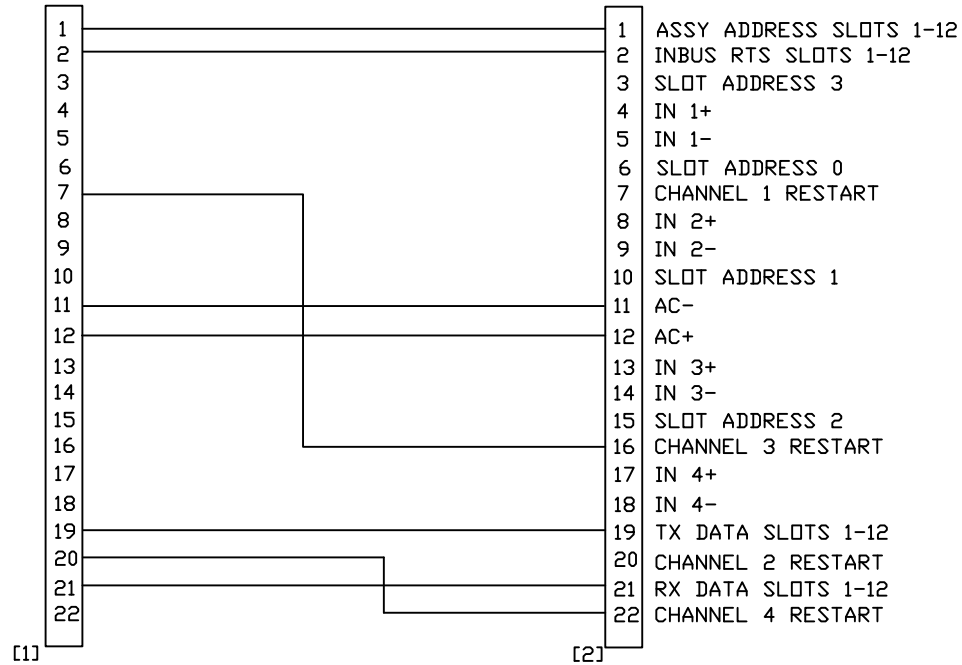 1 1 ASSY ADDRESS SLOTS 1-12
2 2 INBUS RTS SLOTS 1-12
3 3 SLOT ADDRESS 3
4 4 IN 1+
5 5 IN 1-
6 6 SLOT ADDRESS 0
7 7 CHANNEL 1 RESTART
8 8 IN 2+
9 9 IN 2-
10 10 SLOT ADDRESS 1
11 11 AC-
12 12 AC+
13 13 IN 3+
14 14 IN 3-
15 15 SLOT ADDRESS 2
16 16 CHANNEL 3 RESTART
17 17 IN 4+
18 18 IN 4-
19 19 TX DATA SLOTS 1-12
20 20 CHANNEL 2 RESTART
21 21 RX DATA SLOTS 1-12
22 22 CHANNEL 4 RESTART
[1] [2]